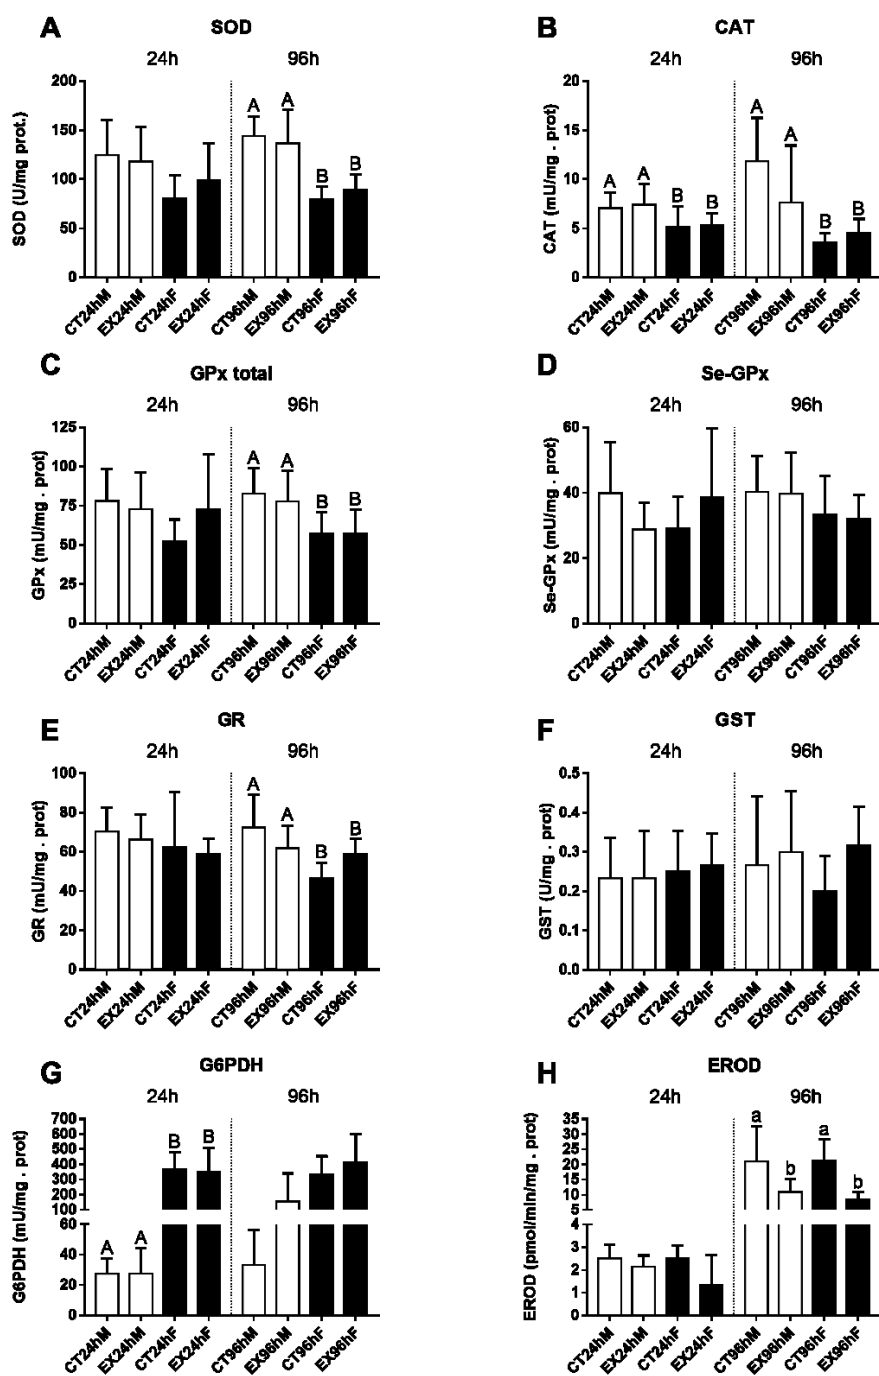 A
SOD
24h
96h
SOD (U/mg prot.)
200
150
100
50
0
A
A
B
B
CT24hM
EX24hM
CT24hF
EX24hF
CT96hM
EX96hM
CT96hF
EX96hF
B
CAT
24h
96h
CAT (mU/mg . prot)
20
15
10
5
0
A
A
B
B
A
A
B
B
CT24hM
EX24hM
CT24hF
EX24hF
CT96hM
EX96hM
CT96hF
EX96hF
C
GPx total
24h
96h
GPx (mU/mg . prot)
125
100
75
50
25
0
A
A
B
B
CT24hM
EX24hM
CT24hF
EX24hF
CT96hM
EX96hM
CT96hF
EX96hF
D
Se-GPx
24h
96h
Se-GPx (mU/mg . prot)
60
40
20
0
CT24hM
EX24hM
CT24hF
EX24hF
CT96hM
EX96hM
CT96hF
EX96hF
E
GR
24h
96h
GR (mU/mg . prot)
100
80
60
40
20
0
A
A
B
B
CT24hM
EX24hM
CT24hF
EX24hF
CT96hM
EX96hM
CT96hF
EX96hF
F
GST
24h
96h
GST (U/mg . prot)
0.5
0.4
0.3
0.2
0.1
0.0
CT24hM
EX24hM
CT24hF
EX24hF
CT96hM
EX96hM
CT96hF
EX96hF
G
G6PDH
24h
96h
G6PDH (mU/mg . prot)
700
600
500
400
300
200
100
60
40
20
0
A
A
B
B
CT24hM
EX24hM
CT24hF
EX24hF
CT96hM
EX96hM
CT96hF
EX96hF
H
EROD
24h
96h
EROD (pmol/min/mg . prot)
35
30
25
20
15
10
5
4
3
2
1
0
a
b
a
b
CT24hM
EX24hM
CT24hF
EX24hF
CT96hM
EX96hM
CT96hF
EX96hF